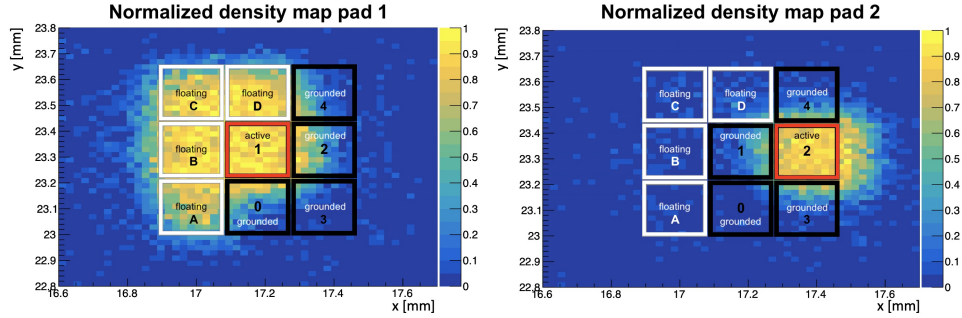 Normalized density map pad 1
y [mm]
23.8
23.7
23.6
23.5
23.4
23.3
23.2
23.1
23
22.9
22.8
16.6
16.8
17
17.2
17.4
17.6
x [mm]
1
0.9
0.8
0.7
0.6
0.5
0.4
0.3
0.2
0.1
0
floating
C
floating
D
grounded
4
floating
B
active
1
grounded
2
floating
A
0
grounded
grounded
3
Normalized density map pad 2
y [mm]
23.8
23.7
23.6
23.5
23.4
23.3
23.2
23.1
23
22.9
22.8
16.6
16.8
17
17.2
17.4
17.6
x [mm]
1
0.9
0.8
0.7
0.6
0.5
0.4
0.3
0.2
0.1
0
floating
C
floating
D
grounded
4
floating
B
grounded
1
active
2
floating
A
0
grounded
grounded
3